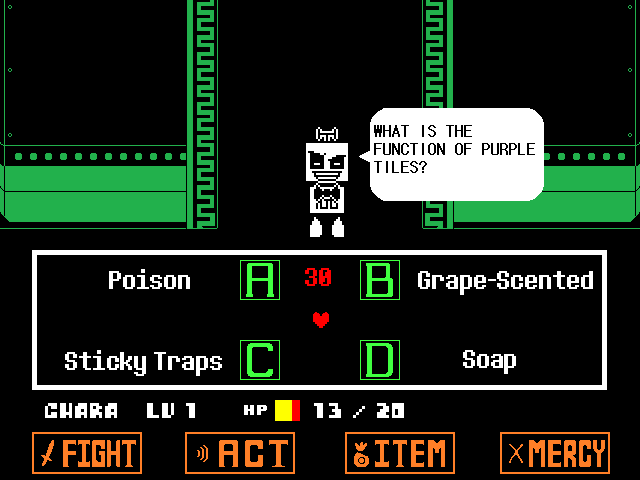 WHAT IS THE
FUNCTION OF PURPLE
TILES?
Poison A 30 B Grape-Scented
Sticky Traps C D Soap
CHARA LV 1 HP 13 / 20
FIGHT ACT ITEM MERCY